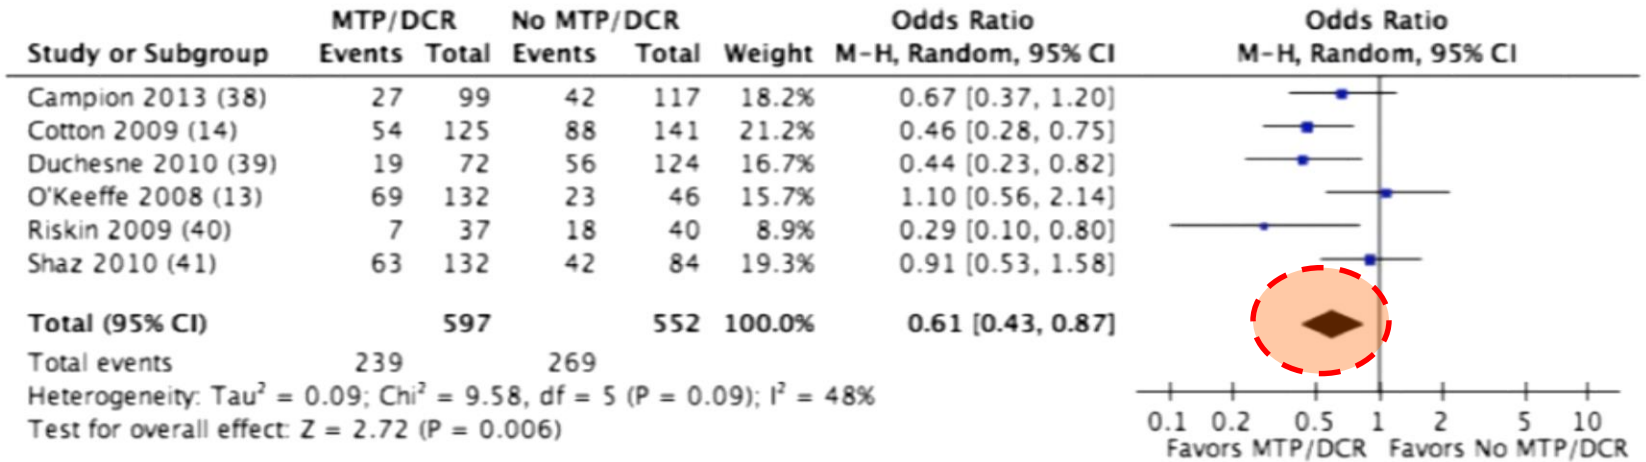 MTP/DCR No MTP/DCR Odds Ratio Odds Ratio
Study or Subgroup Events Total Events Total Weight M-H, Random, 95% CI M-H, Random, 95% CI
Campion 2013 (38) 27 99 42 117 18.2% 0.67 [0.37, 1.20]
Cotton 2009 (14) 54 125 88 141 21.2% 0.46 [0.28, 0.75]
Duchesne 2010 (39) 19 72 56 124 16.7% 0.44 [0.23, 0.82]
O'Keeffe 2008 (13) 69 132 23 46 15.7% 1.10 [0.56, 2.14]
Riskin 2009 (40) 7 37 18 40 8.9% 0.29 [0.10, 0.80]
Shaz 2010 (41) 63 132 42 84 19.3% 0.91 [0.53, 1.58]
Total (95% CI) 597 552 100.0% 0.61 [0.43, 0.87]
Total events 239 269
Heterogeneity: Tau² = 0.09; Chi² = 9.58, df = 5 (P = 0.09); I² = 48%
Test for overall effect: Z = 2.72 (P = 0.006)
0.1 0.2 0.5 1 2 5 10
Favors MTP/DCR Favors No MTP/DCR